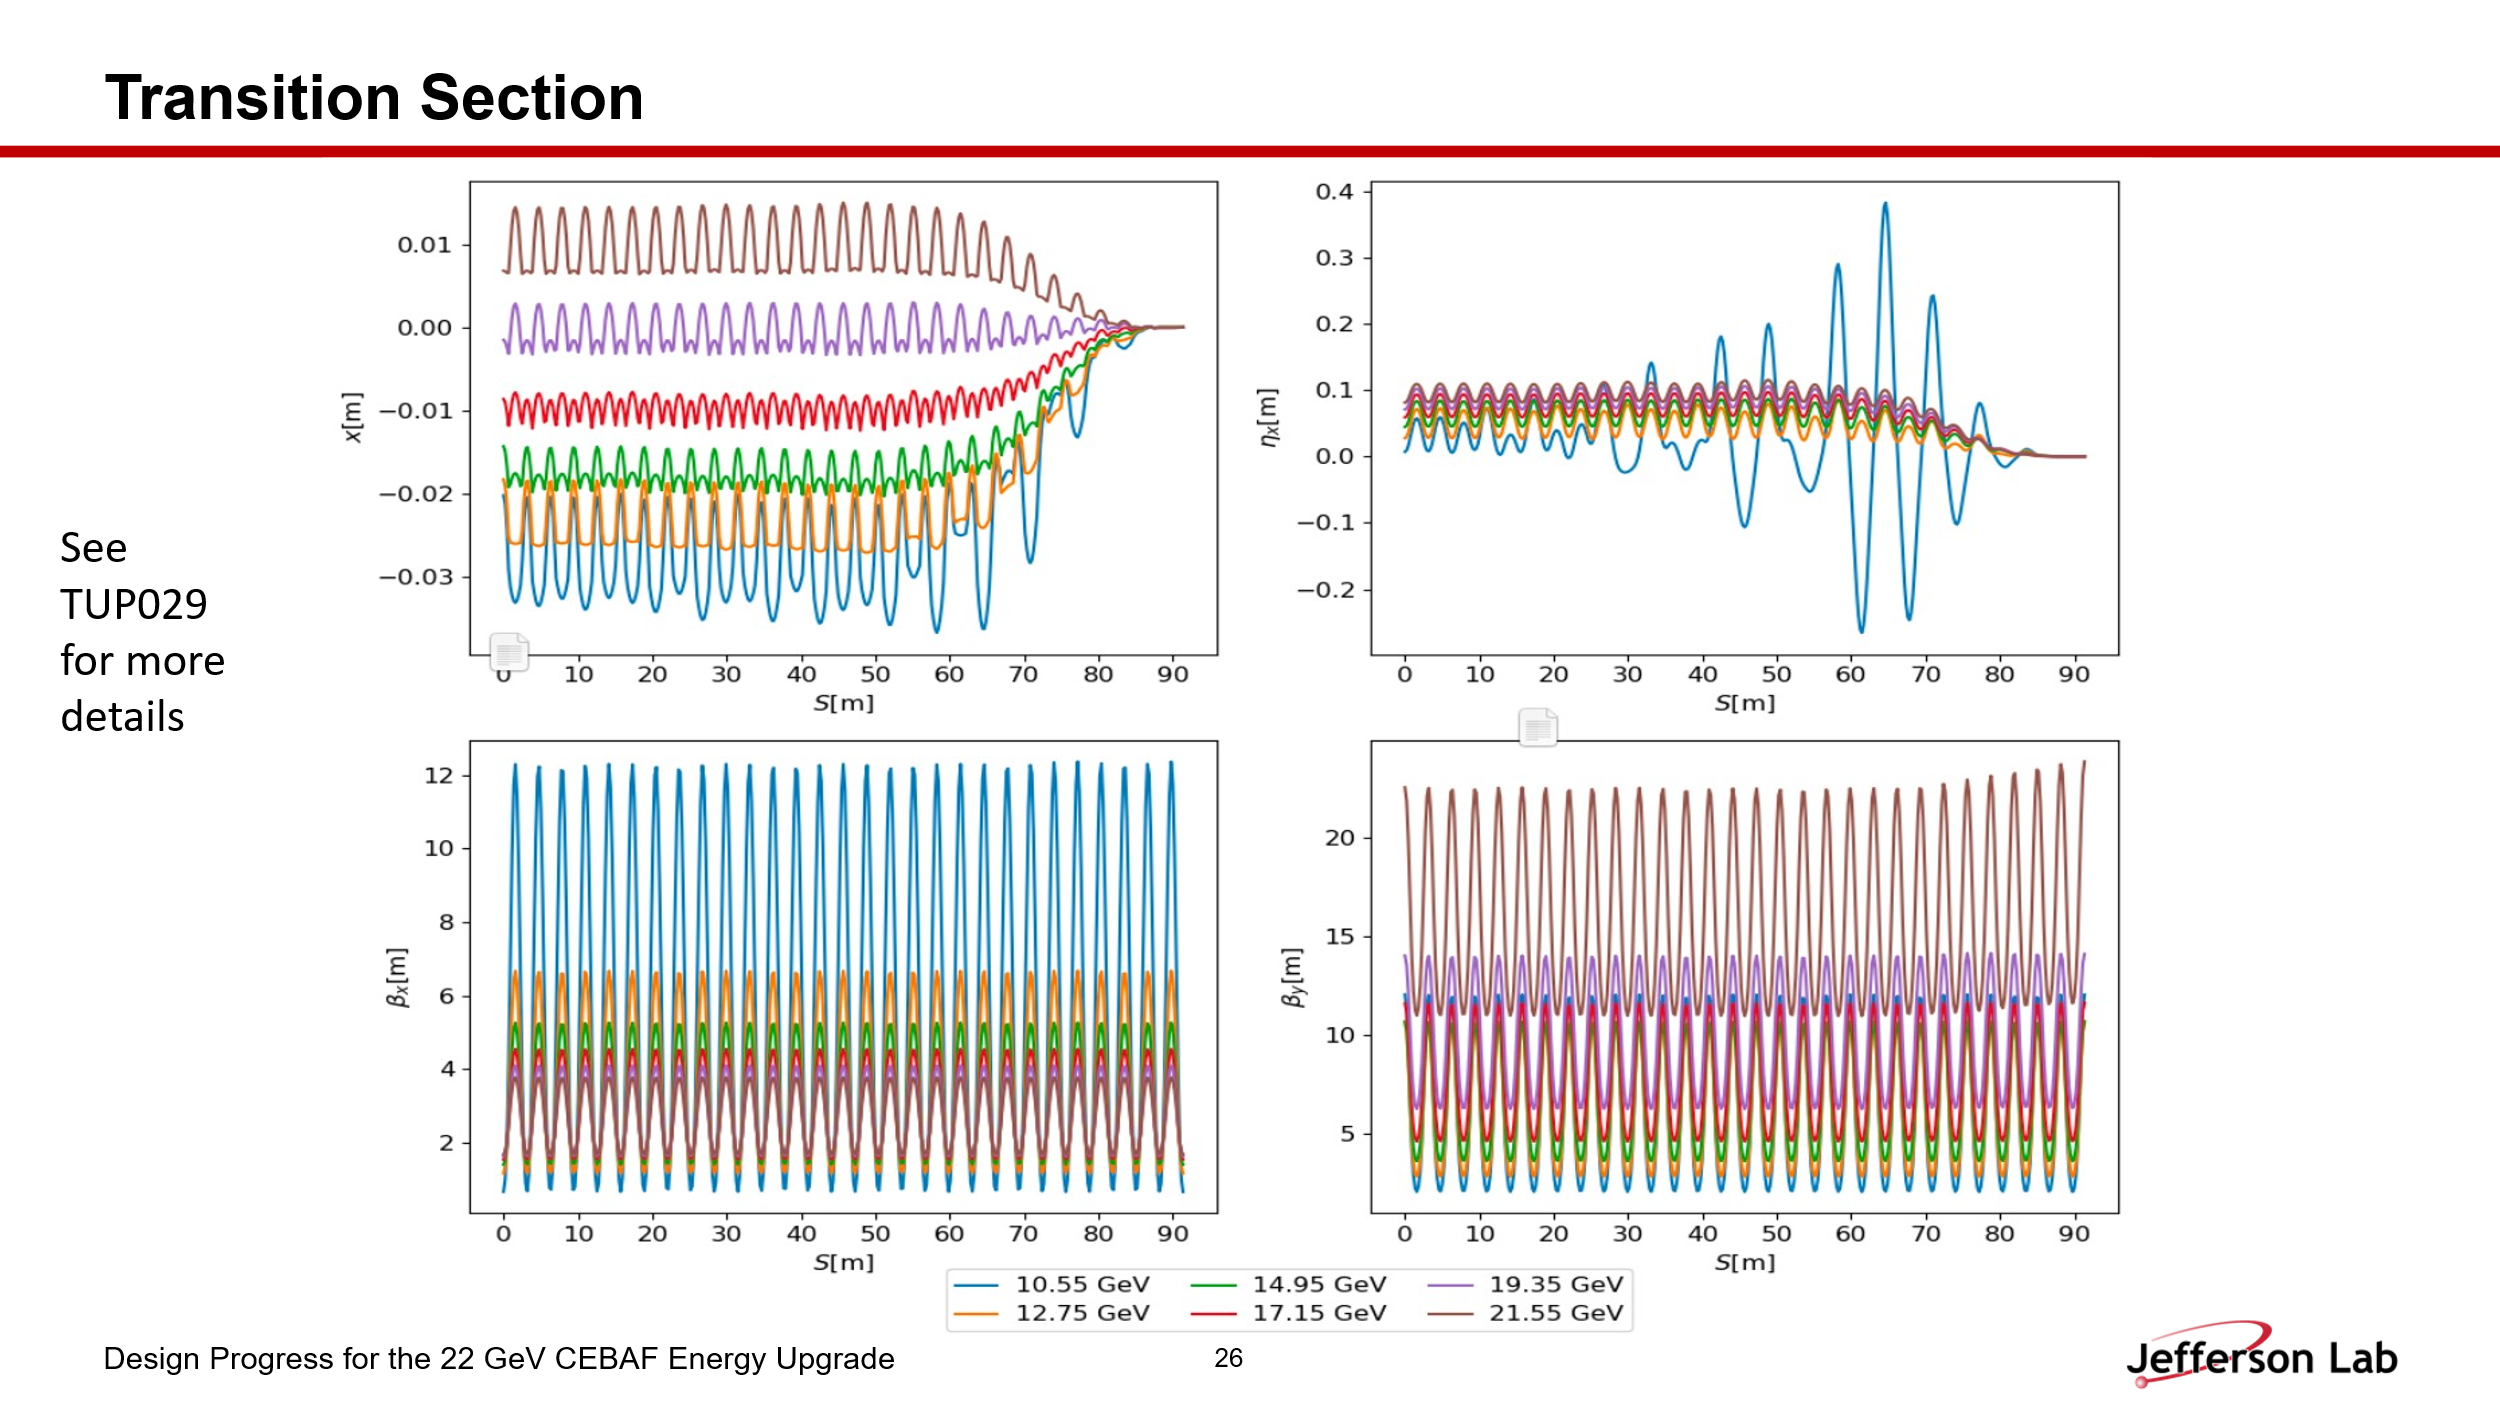 Transition Section
See
TUP029
for more
details
x[m]
0.01
0.00
−0.01
−0.02
−0.03
0 10 20 30 40 50 60 70 80 90
S[m]
ηx[m]
0.4
0.3
0.2
0.1
0.0
−0.1
−0.2
0 10 20 30 40 50 60 70 80 90
S[m]
βx[m]
12
10
8
6
4
2
0 10 20 30 40 50 60 70 80 90
S[m]
βy[m]
20
15
10
5
0 10 20 30 40 50 60 70 80 90
S[m]
10.55 GeV 14.95 GeV 19.35 GeV
12.75 GeV 17.15 GeV 21.55 GeV
Design Progress for the 22 GeV CEBAF Energy Upgrade
26
Jefferson Lab